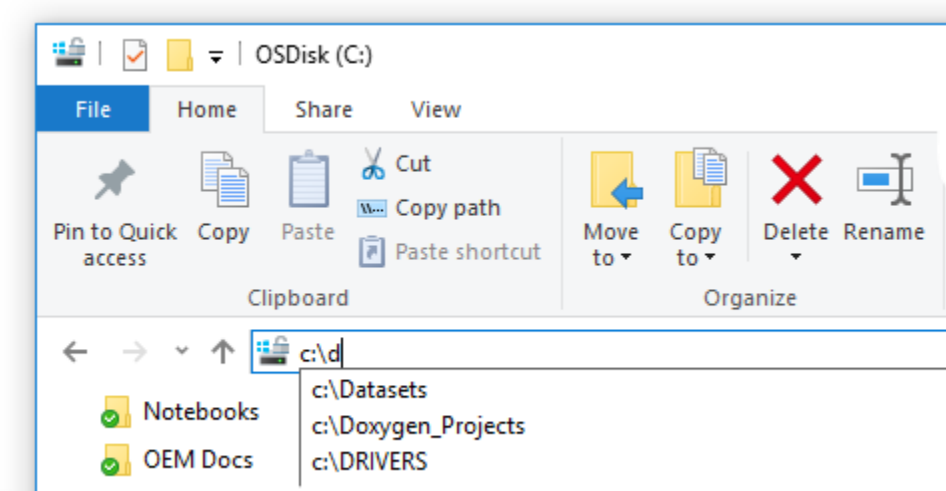 OSDisk (C:)
File Home Share View
Pin to Quick access
Copy
Paste
Cut
Copy path
Paste shortcut
Clipboard
Move to
Copy to
Delete
Rename
Organize
c:\d
c:\Datasets
c:\Doxygen_Projects
c:\DRIVERS
Notebooks
OEM Docs